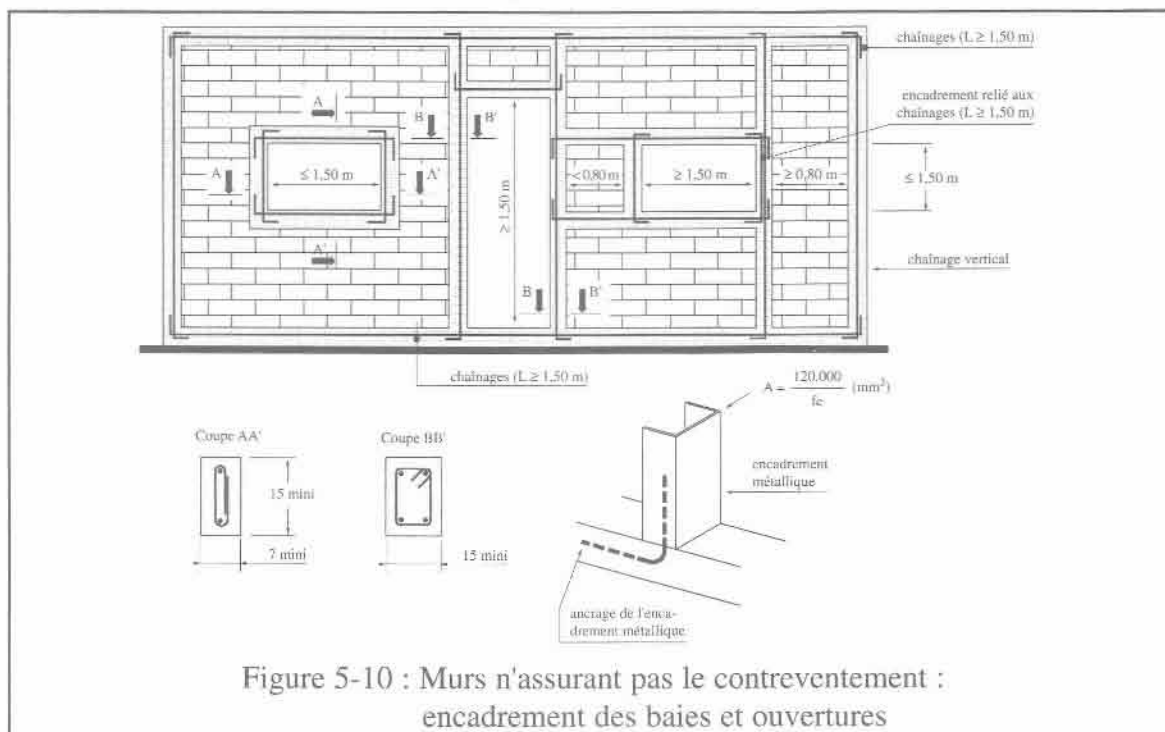 chaînages (L ≥ 1,50 m)
encadrement relié aux
chaînages (L ≥ 1,50 m)
A
B
B'
A
A'
≤ 1,50 m
≥ 1,50 m
<0,80 m
≥ 1,50 m
≥ 0,80 m
≤ 1,50 m
A'
B
B'
chaînage vertical
chaînages (L ≥ 1,50 m)
A = 120.000
fe
(mm²)
Coupe AA'
Coupe BB'
15 mini
7 mini
15 mini
encadrement
métallique
ancrage de l'enca-
drement métallique
Figure 5-10 : Murs n'assurant pas le contreventement :
encadrement des baies et ouvertures